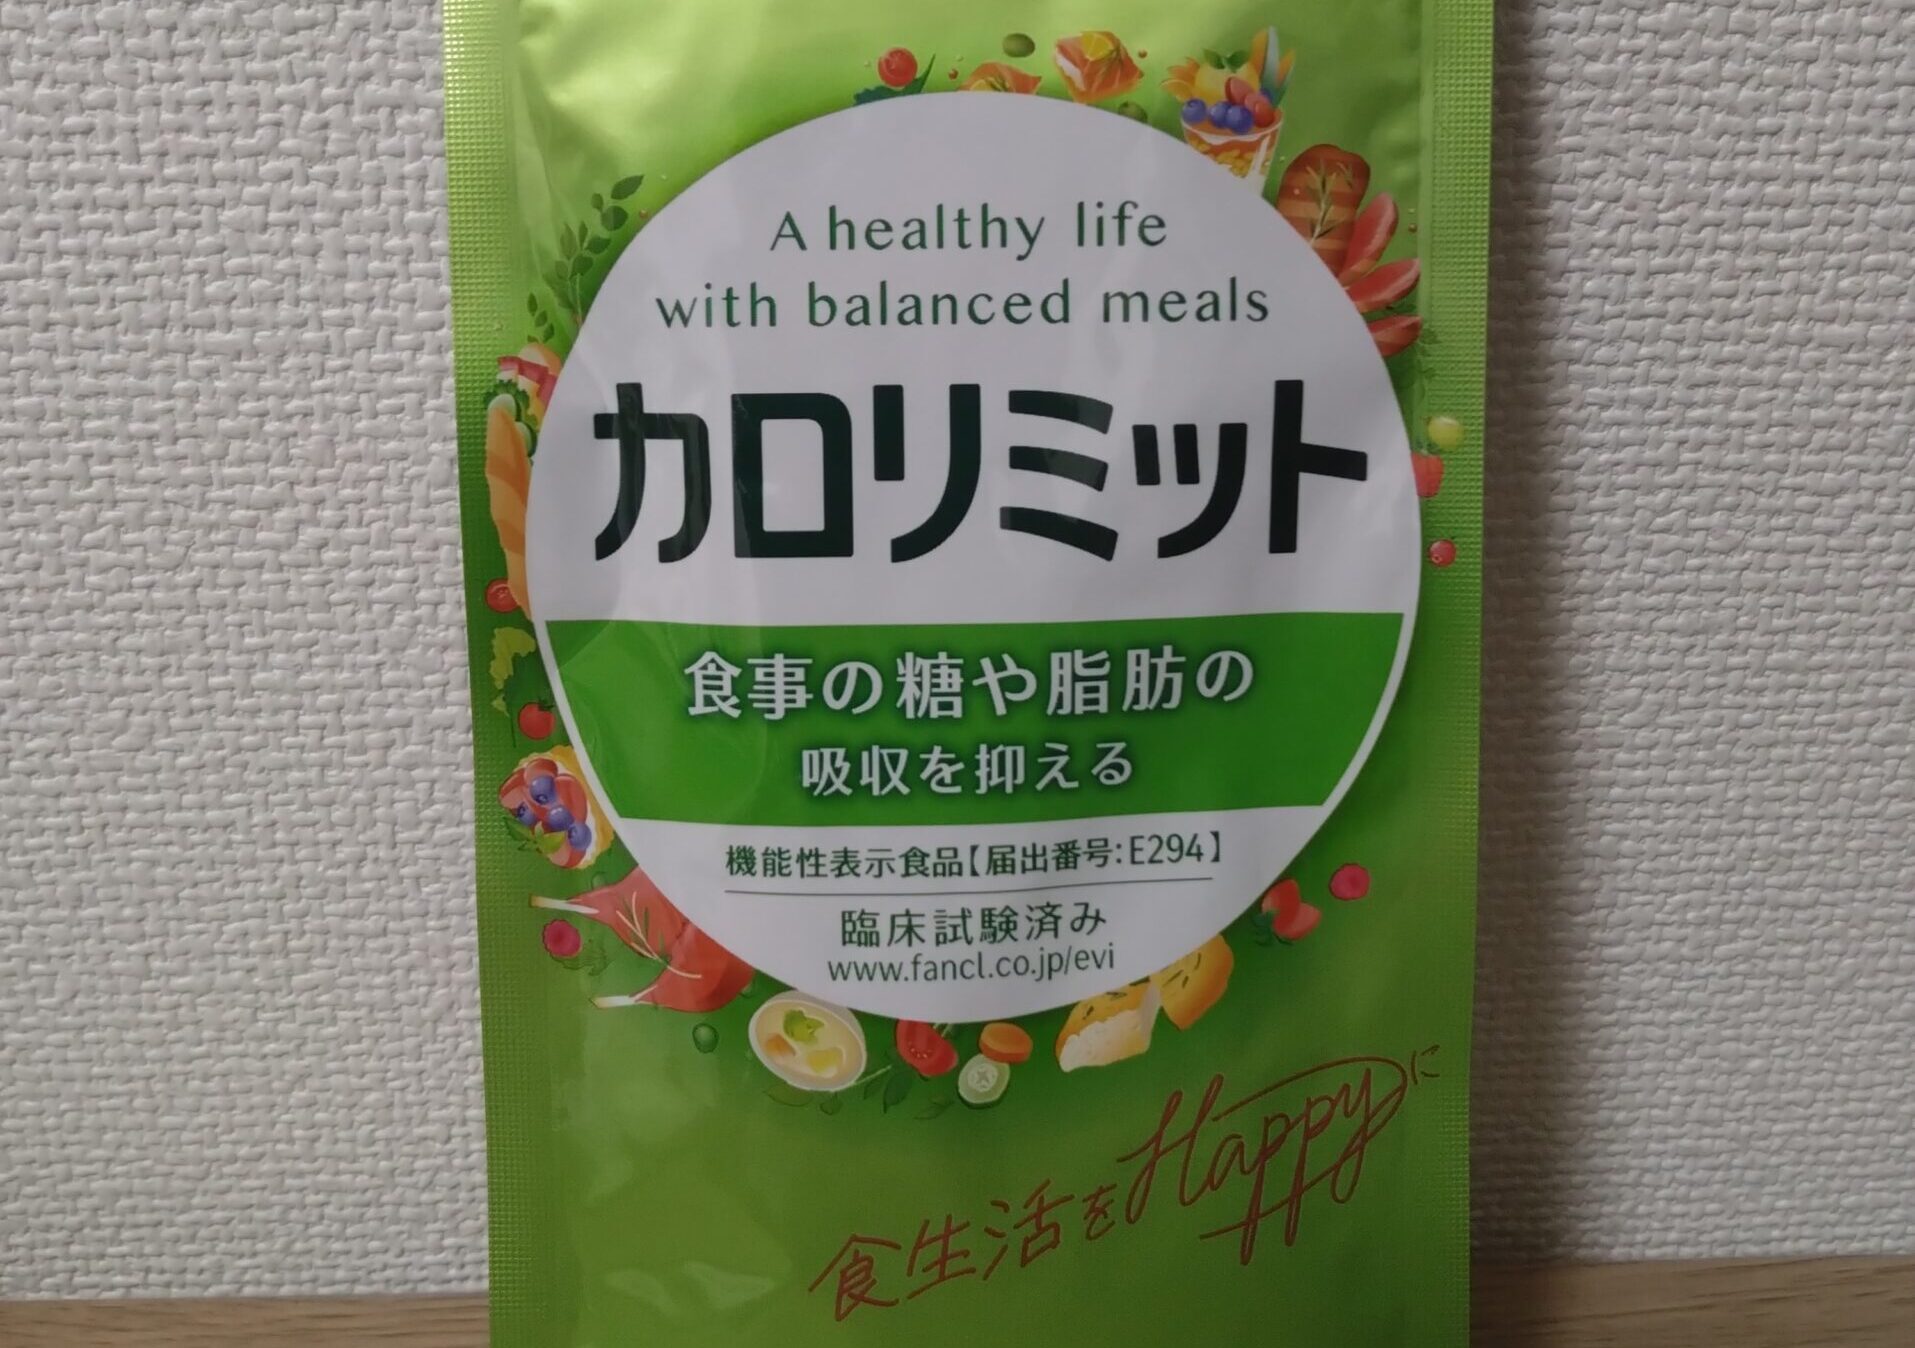 A healthy life
with balanced meals
カロリミット
食事の糖や脂肪の
吸収を抑える
機能性表示食品【届出番号:E294】
臨床試験済み
www.fancl.co.jp/evi
食生活をHappyに